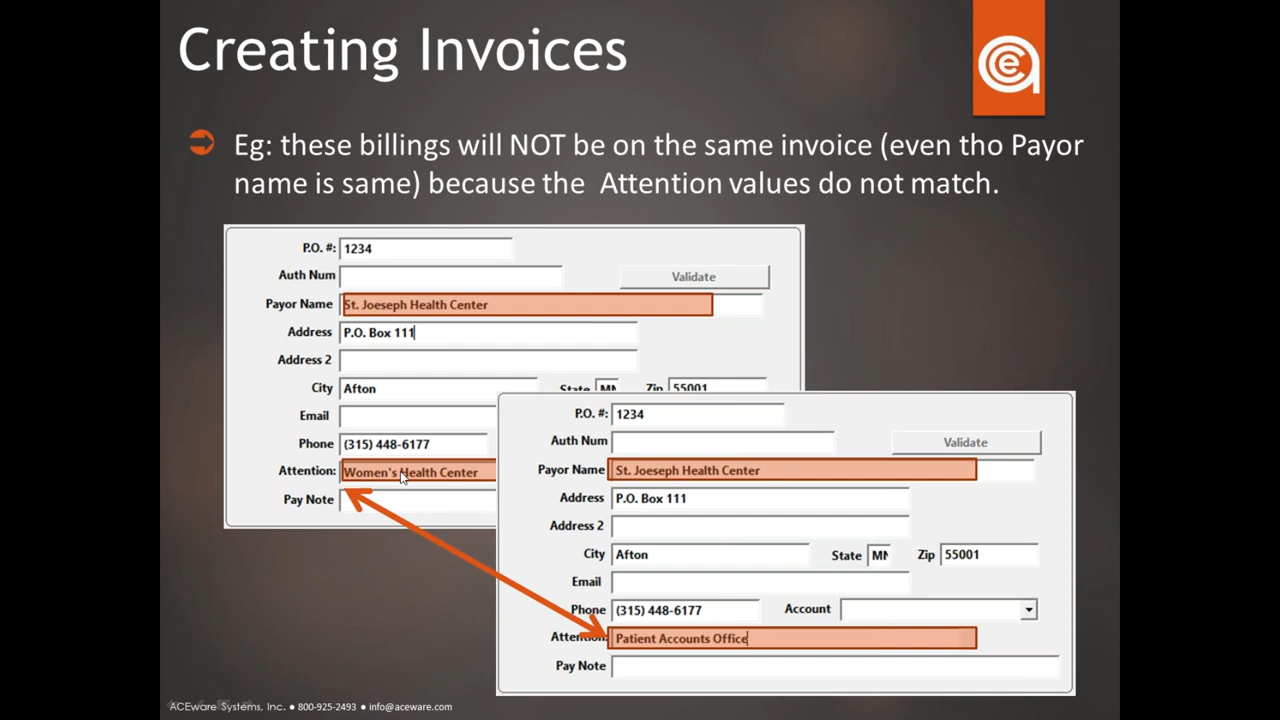 Creating Invoices
Eg: these billings will NOT be on the same invoice (even tho Payor
name is same) because the Attention values do not match.
P.O. #: 1234
Auth Num
Validate
Payor Name St. Joeseph Health Center
Address P.O. Box 111
Address 2
City Afton State MN Zip 55001
Email
Phone (315) 448-6177
Attention: Women's Health Center
Pay Note
P.O. #: 1234
Auth Num
Validate
Payor Name St. Joeseph Health Center
Address P.O. Box 111
Address 2
City Afton State MN Zip 55001
Email
Phone (315) 448-6177 Account
Attention: Patient Accounts Office
Pay Note
ACEware Systems, Inc. ● 800-925-2493 ● info@aceware.com